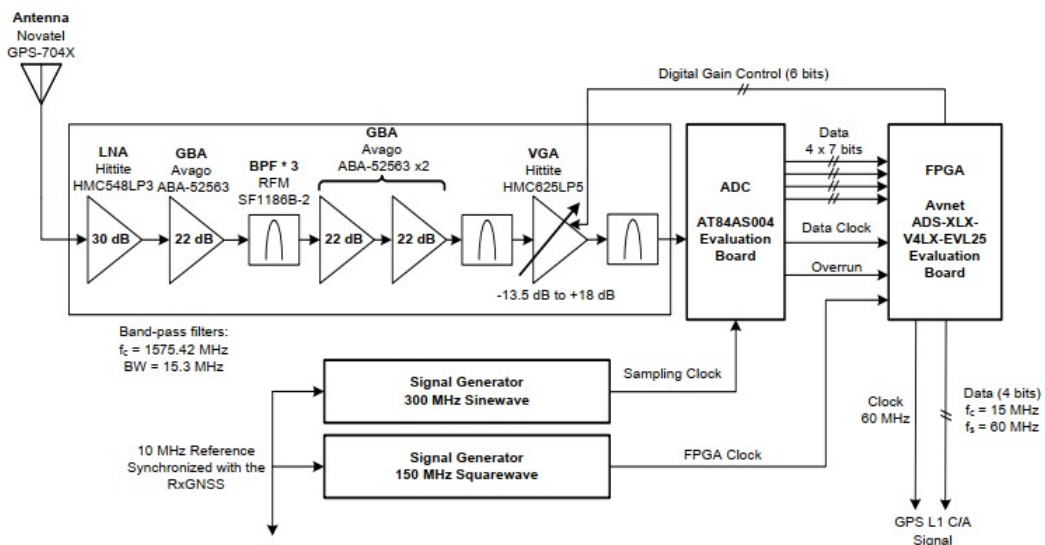 Antenna
Novatel
GPS-704X
Digital Gain Control (6 bits)
LNA
Hittite
HMC548LP3
GBA
Avago
ABA-52563
BPF * 3
RFM
SF1186B-2
GBA
Avago
ABA-52563 x2
VGA
Hittite
HMC625LP5
30 dB
22 dB
22 dB
22 dB
-13.5 dB to +18 dB
ADC
AT84AS004
Evaluation
Board
Data
4 x 7 bits
Data Clock
Overrun
FPGA
Avnet
ADS-XLX-
V4LX-EVL25
Evaluation
Board
Band-pass filters:
fc = 1575.42 MHz
BW = 15.3 MHz
Signal Generator
300 MHz Sinewave
Sampling Clock
10 MHz Reference
Synchronized with the
RxGNSS
Signal Generator
150 MHz Squarewave
FPGA Clock
Clock
60 MHz
Data (4 bits)
fc = 15 MHz
fs = 60 MHz
GPS L1 C/A
Signal